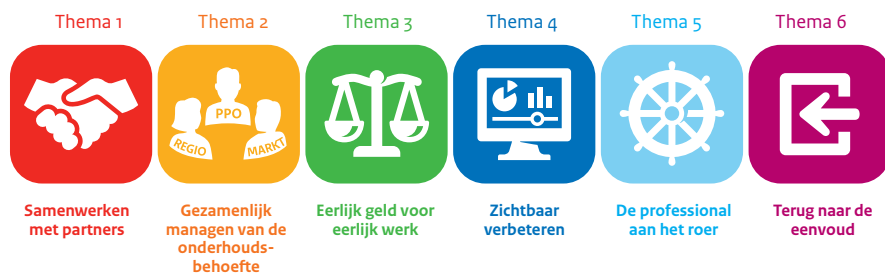 Thema 1
Thema 2
Thema 3
Thema 4
Thema 5
Thema 6
REGIO
PPO
MARKT
Samenwerken
met partners
Gezamenlijk
managen van de
onderhouds-
behoefte
Eerlijk geld voor
eerlijk werk
Zichtbaar
verbeteren
De professional
aan het roer
Terug naar de
eenvoud